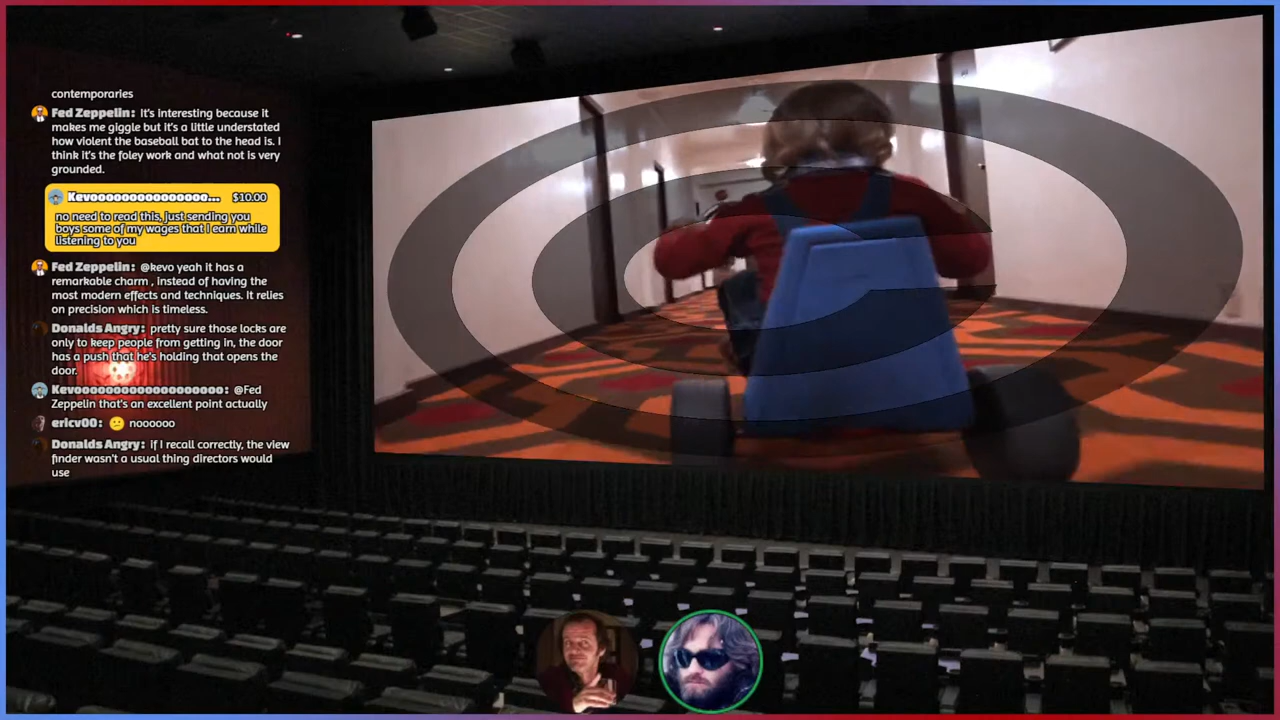 contemporaries
Fed Zeppelin: it's interesting because it
makes me giggle but it's a little understated
how violent the baseball bat to the head is. I
think it's the foley work and what not is very
grounded.
Kevooooooooooooooo... $10.00
no need to read this, just sending you
boys some of my wages that I earn while
listening to you
Fed Zeppelin: @kevo yeah it has a
remarkable charm , instead of having the
most modern effects and techniques. It relies
on precision which is timeless.
Donalds Angry: pretty sure those locks are
only to keep people from getting in, the door
has a push that he's holding that opens the
door.
Kevooooooooooooooooooo: @Fed
Zeppelin that's an excellent point actually
ericv00: 😕 noooooo
Donalds Angry: if I recall correctly, the view
finder wasn't a usual thing directors would
use